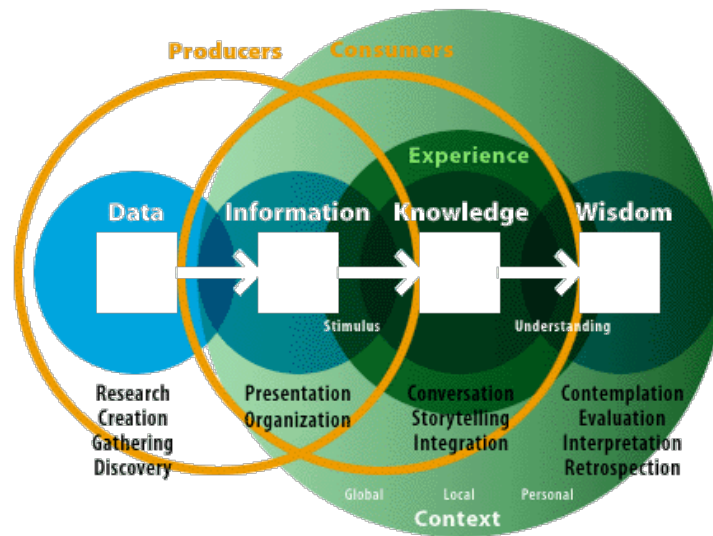 Producers
Consumers
Experience
Data
Information
Knowledge
Wisdom
Stimulus
Understanding
Research
Creation
Gathering
Discovery
Presentation
Organization
Conversation
Storytelling
Integration
Contemplation
Evaluation
Interpretation
Retrospection
Global
Local
Personal
Context